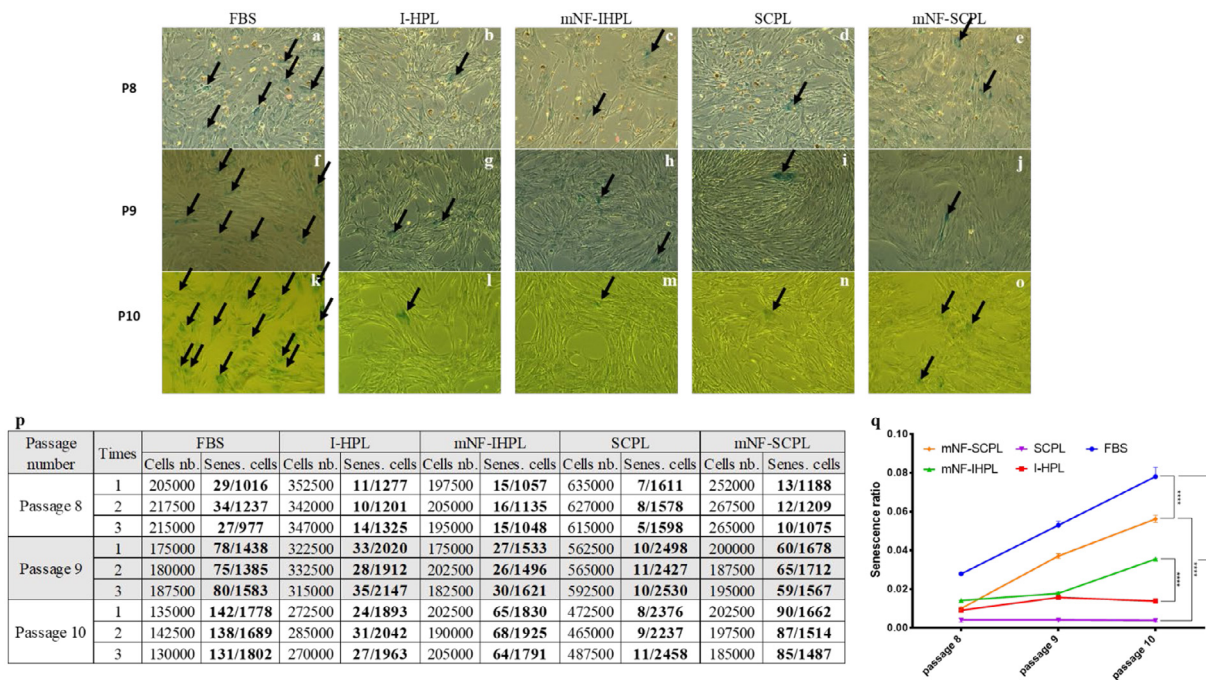 FBS I-HPL mNF-IHPL SCPL mNF-SCPL
P8 a b c d e
P9 f g h i j
P10 k l m n o
p
Passage number Times FBS I-HPL mNF-IHPL SCPL mNF-SCPL
Cells nb. Senes. cells Cells nb. Senes. cells Cells nb. Senes. cells Cells nb. Senes. cells Cells nb. Senes. cells
Passage 8 1 205000 29/1016 352500 11/1277 197500 15/1057 635000 7/1611 252000 13/1188
2 217500 34/1237 342000 10/1201 205000 16/1135 627000 8/1578 267500 12/1209
3 215000 27/977 347000 14/1325 195000 15/1048 615000 5/1598 265000 10/1075
Passage 9 1 175000 78/1438 322500 33/2020 175000 27/1533 562500 10/2498 200000 60/1678
2 180000 75/1385 332500 28/1912 202500 26/1496 565000 11/2427 187500 65/1712
3 187500 80/1583 315000 35/2147 182500 30/1621 592500 10/2530 195000 59/1567
Passage 10 1 135000 142/1778 272500 24/1893 202500 65/1830 472500 8/2376 202500 90/1662
2 142500 138/1689 285000 31/2042 190000 68/1925 465000 9/2237 197500 87/1514
3 130000 131/1802 270000 27/1963 205000 64/1791 487500 11/2458 185000 85/1487
q
Senescence ratio
0.10
0.08
0.06
0.04
0.02
0.00
mNF-SCPL SCPL FBS
mNF-IHPL I-HPL
****
****
****
****
passage 8 passage 9 passage 10